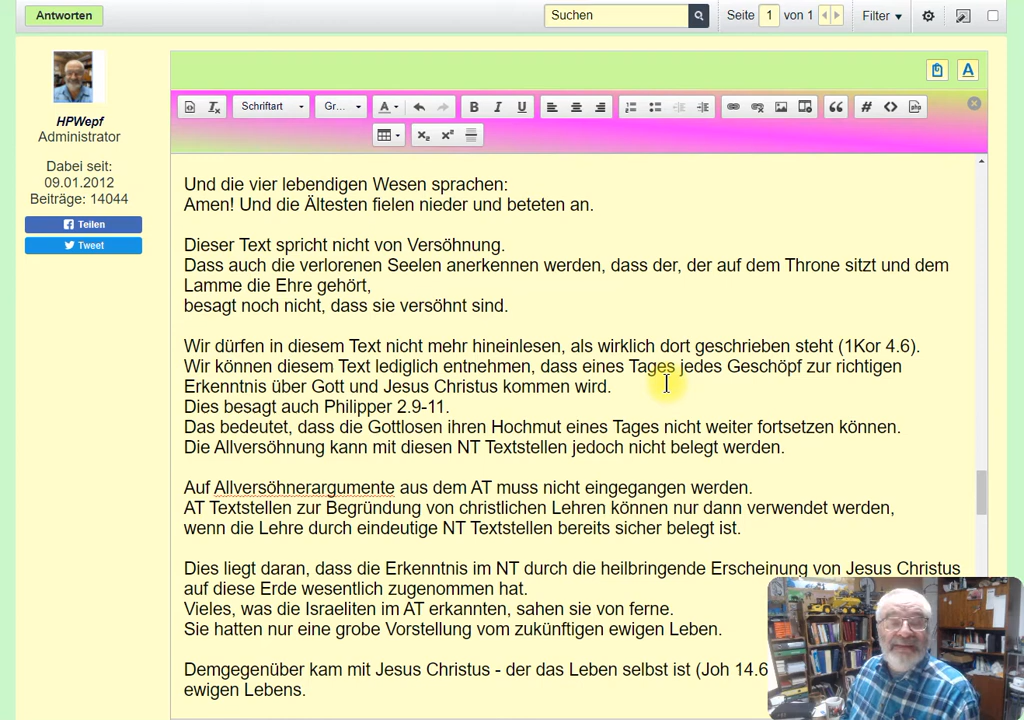 Antworten
Suchen
Seite 1 von 1
Filter
HPWepf
Administrator
Dabei seit:
09.01.2012
Beiträge: 14044
Teilen
Tweet
Schriftart
Gr...
Und die vier lebendigen Wesen sprachen:
Amen! Und die Ältesten fielen nieder und beteten an.
Dieser Text spricht nicht von Versöhnung.
Dass auch die verlorenen Seelen anerkennen werden, dass der, der auf dem Throne sitzt und dem
Lamme die Ehre gehört,
besagt noch nicht, dass sie versöhnt sind.
Wir dürfen in diesem Text nicht mehr hineinlesen, als wirklich dort geschrieben steht (1Kor 4.6).
Wir können diesem Text lediglich entnehmen, dass eines Tages jedes Geschöpf zur richtigen
Erkenntnis über Gott und Jesus Christus kommen wird.
Dies besagt auch Philipper 2.9-11.
Das bedeutet, dass die Gottlosen ihren Hochmut eines Tages nicht weiter fortsetzen können.
Die Allversöhnung kann mit diesen NT Textstellen jedoch nicht belegt werden.
Auf Allversöhnerargumente aus dem AT muss nicht eingegangen werden.
AT Textstellen zur Begründung von christlichen Lehren können nur dann verwendet werden,
wenn die Lehre durch eindeutige NT Textstellen bereits sicher belegt ist.
Dies liegt daran, dass die Erkenntnis im NT durch die heilbringende Erscheinung von Jesus Christus
auf diese Erde wesentlich zugenommen hat.
Vieles, was die Israeliten im AT erkannten, sahen sie von ferne.
Sie hatten nur eine grobe Vorstellung vom zukünftigen ewigen Leben.
Demgegenüber kam mit Jesus Christus - der das Leben selbst ist (Joh 14.6
ewigen Lebens.